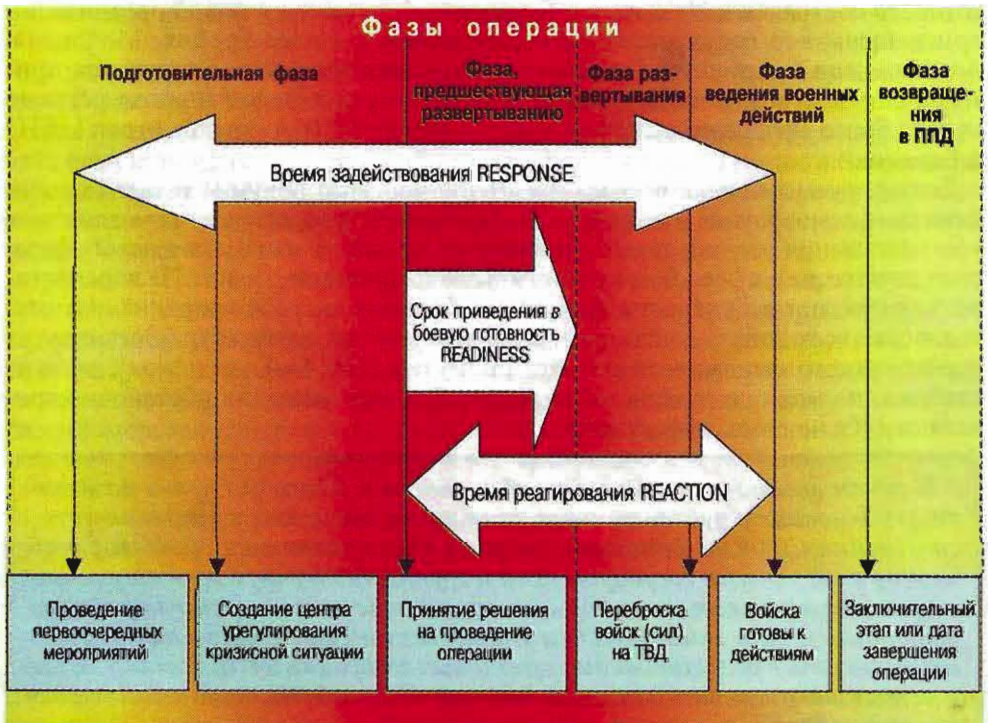 Фазы операции
Подготовительная фаза
Фаза,
предшествующая
развертыванию
Фаза раз-
вертывания
Фаза
ведения военных
действий
Фаза
возвраще-
ния
в ППД
Время задействования RESPONSE
Срок приведения в
боевую готовность
READINESS
Время реагирования REACTION
Проведение
первоочередных
мероприятий
Создание центра
урегулирования
кризисной ситуации
Принятие решения
на проведение
операции
Переброска
войск (сил)
на ТВД
Войска
готовы к
действиям
Заключительный
этап или дата
завершения
операции